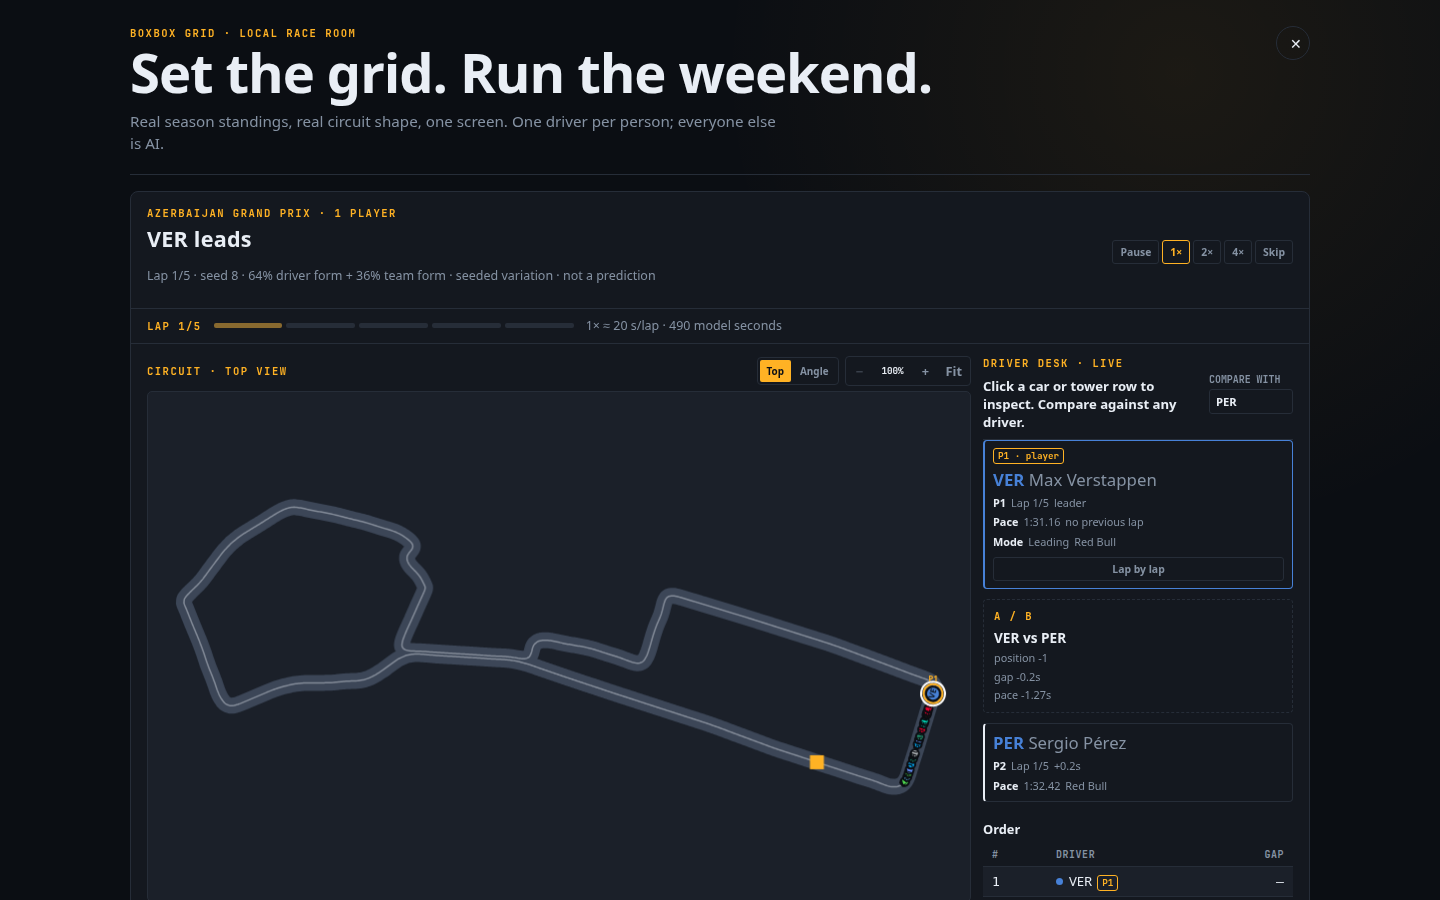 BOXBOX GRID · LOCAL RACE ROOM
Set the grid. Run the weekend.
Real season standings, real circuit shape, one screen. One driver per person; everyone else
is AI.
×
AZERBAIJAN GRAND PRIX · 1 PLAYER
VER leads
Lap 1/5 · seed 8 · 64% driver form + 36% team form · seeded variation · not a prediction
Pause 1× 2× 4× Skip
LAP 1/5
1× ≈ 20 s/lap · 490 model seconds
CIRCUIT · TOP VIEW
Top Angle − 100% + Fit
P1
DRIVER DESK · LIVE
Click a car or tower row to
inspect. Compare against any
driver.
COMPARE WITH
PER
P1 · player
VER Max Verstappen
P1 Lap 1/5 leader
Pace 1:31.16 no previous lap
Mode Leading Red Bull
Lap by lap
A / B
VER vs PER
position -1
gap -0.2s
pace -1.27s
PER Sergio Pérez
P2 Lap 1/5 +0.2s
Pace 1:32.42 Red Bull
Order
# DRIVER GAP
1 VER P1 —